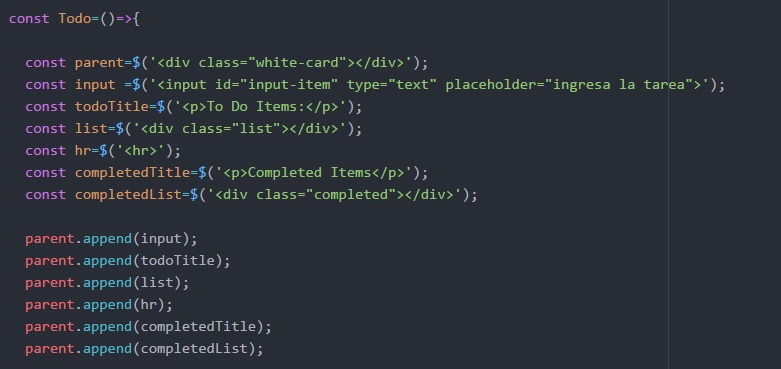 const Todo=()=>{
const parent=$('<div class="white-card"></div>');
const input =$('<input id="input-item" type="text" placeholder="ingresa la tarea">');
const todoTitle=$('<p>To Do Items:</p>');
const list=$('<div class="list"></div>');
const hr=$('<hr>');
const completedTitle=$('<p>Completed Items</p>');
const completedList=$('<div class="completed"></div>');
parent.append(input);
parent.append(todoTitle);
parent.append(list);
parent.append(hr);
parent.append(completedTitle);
parent.append(completedList);